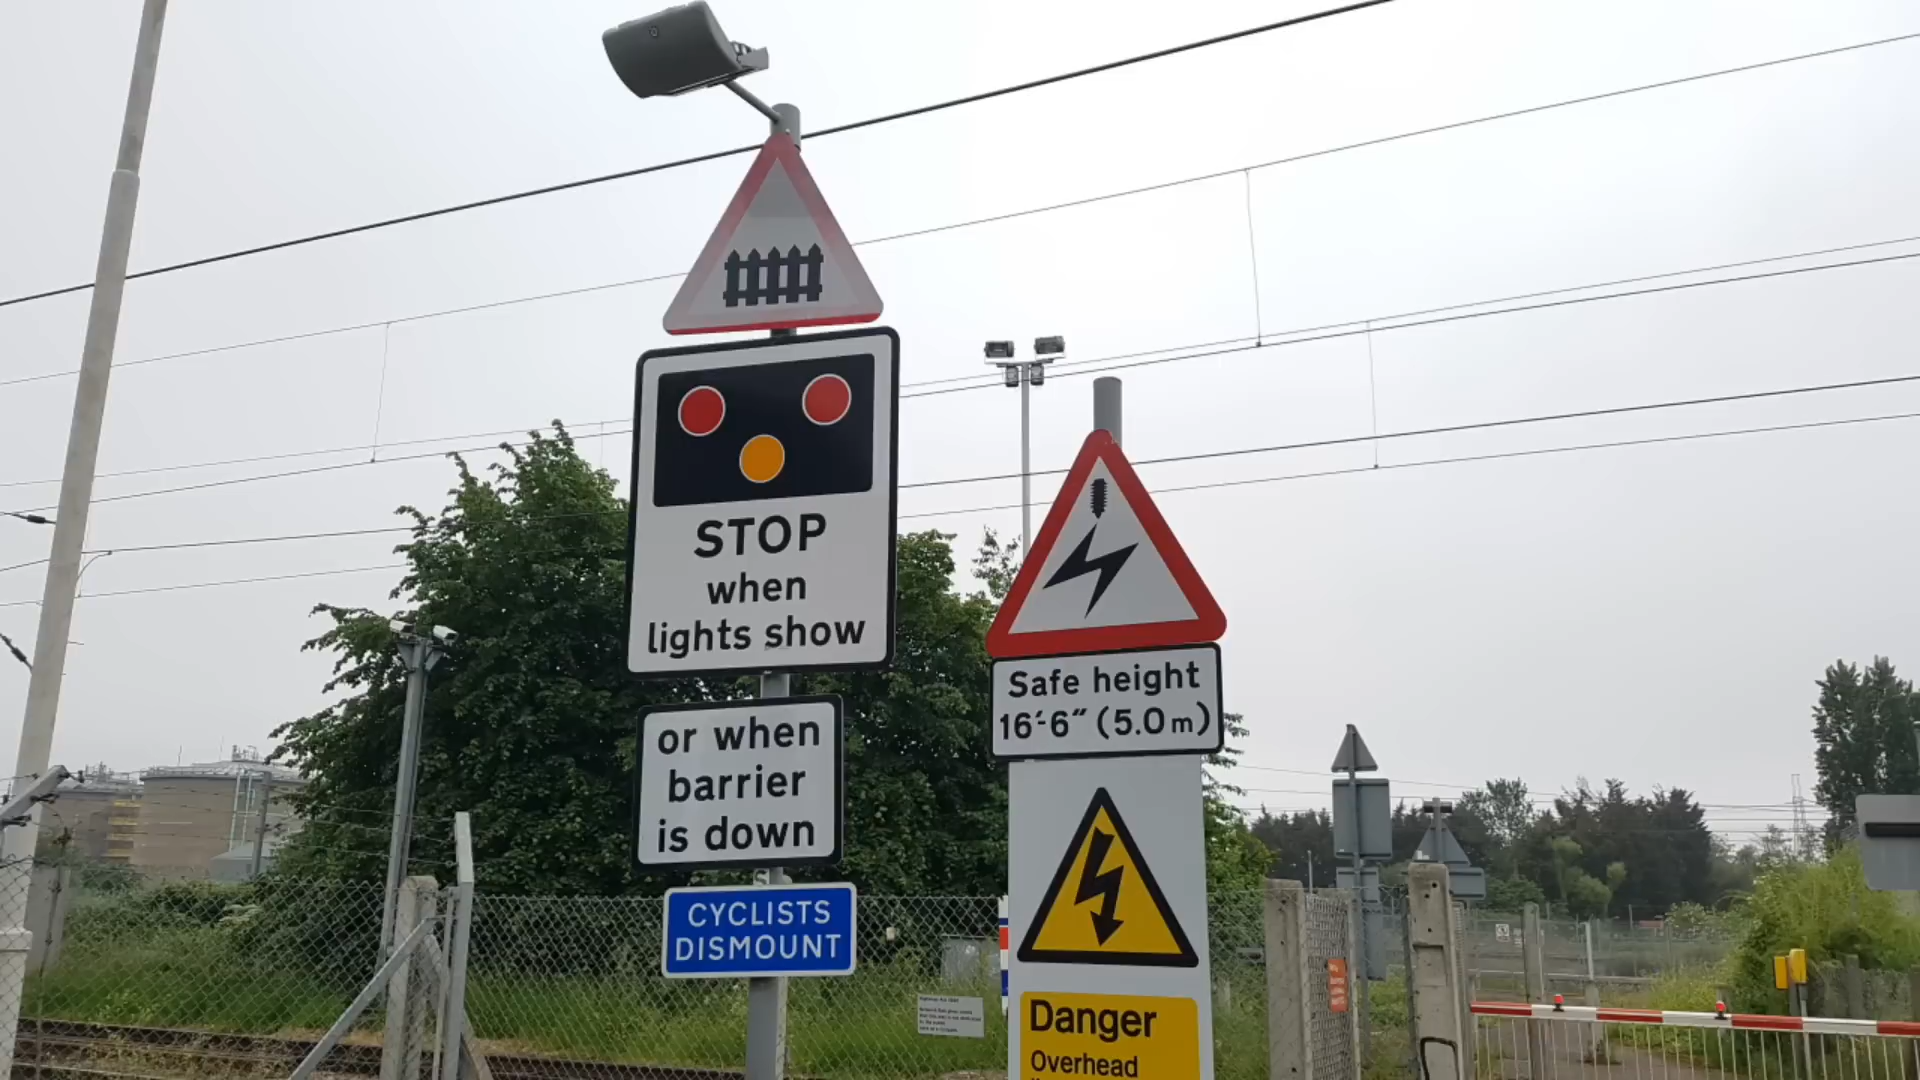 STOP
when
lights show
or when
barrier
is down
CYCLISTS
DISMOUNT
Safe height
16'-6" (5.0m)
Danger
Overhead